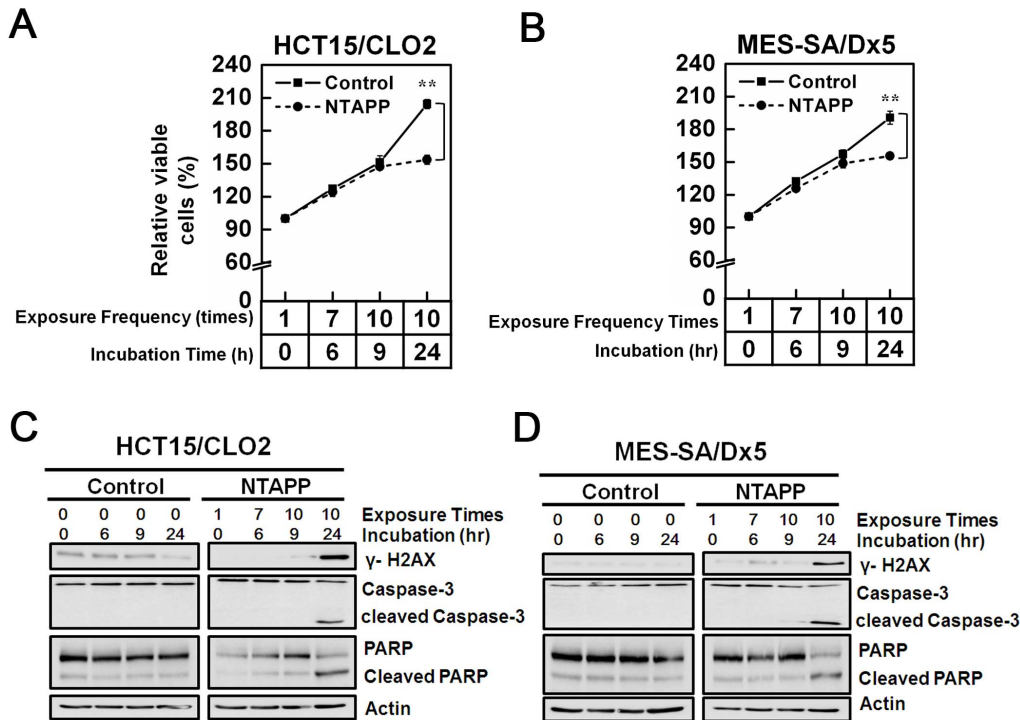 A
HCT15/CLO2
240
210
180
150
120
90
60
0
Relative viable
cells (%)
Control
NTAPP
**
Exposure Frequency (times) 1 7 10 10
Incubation Time (h) 0 6 9 24
B
MES-SA/Dx5
240
210
180
150
120
90
60
0
Control
NTAPP
**
Exposure Frequency Times 1 7 10 10
Incubation (hr) 0 6 9 24
C
HCT15/CLO2
Control NTAPP
0 0 0 0 1 7 10 10 Exposure Times
0 6 9 24 0 6 9 24 Incubation (hr)
γ- H2AX
Caspase-3
cleaved Caspase-3
PARP
Cleaved PARP
Actin
D
MES-SA/Dx5
Control NTAPP
0 0 0 0 1 7 10 10 Exposure Times
0 6 9 24 0 6 9 24 Incubation (hr)
γ- H2AX
Caspase-3
cleaved Caspase-3
PARP
Cleaved PARP
Actin